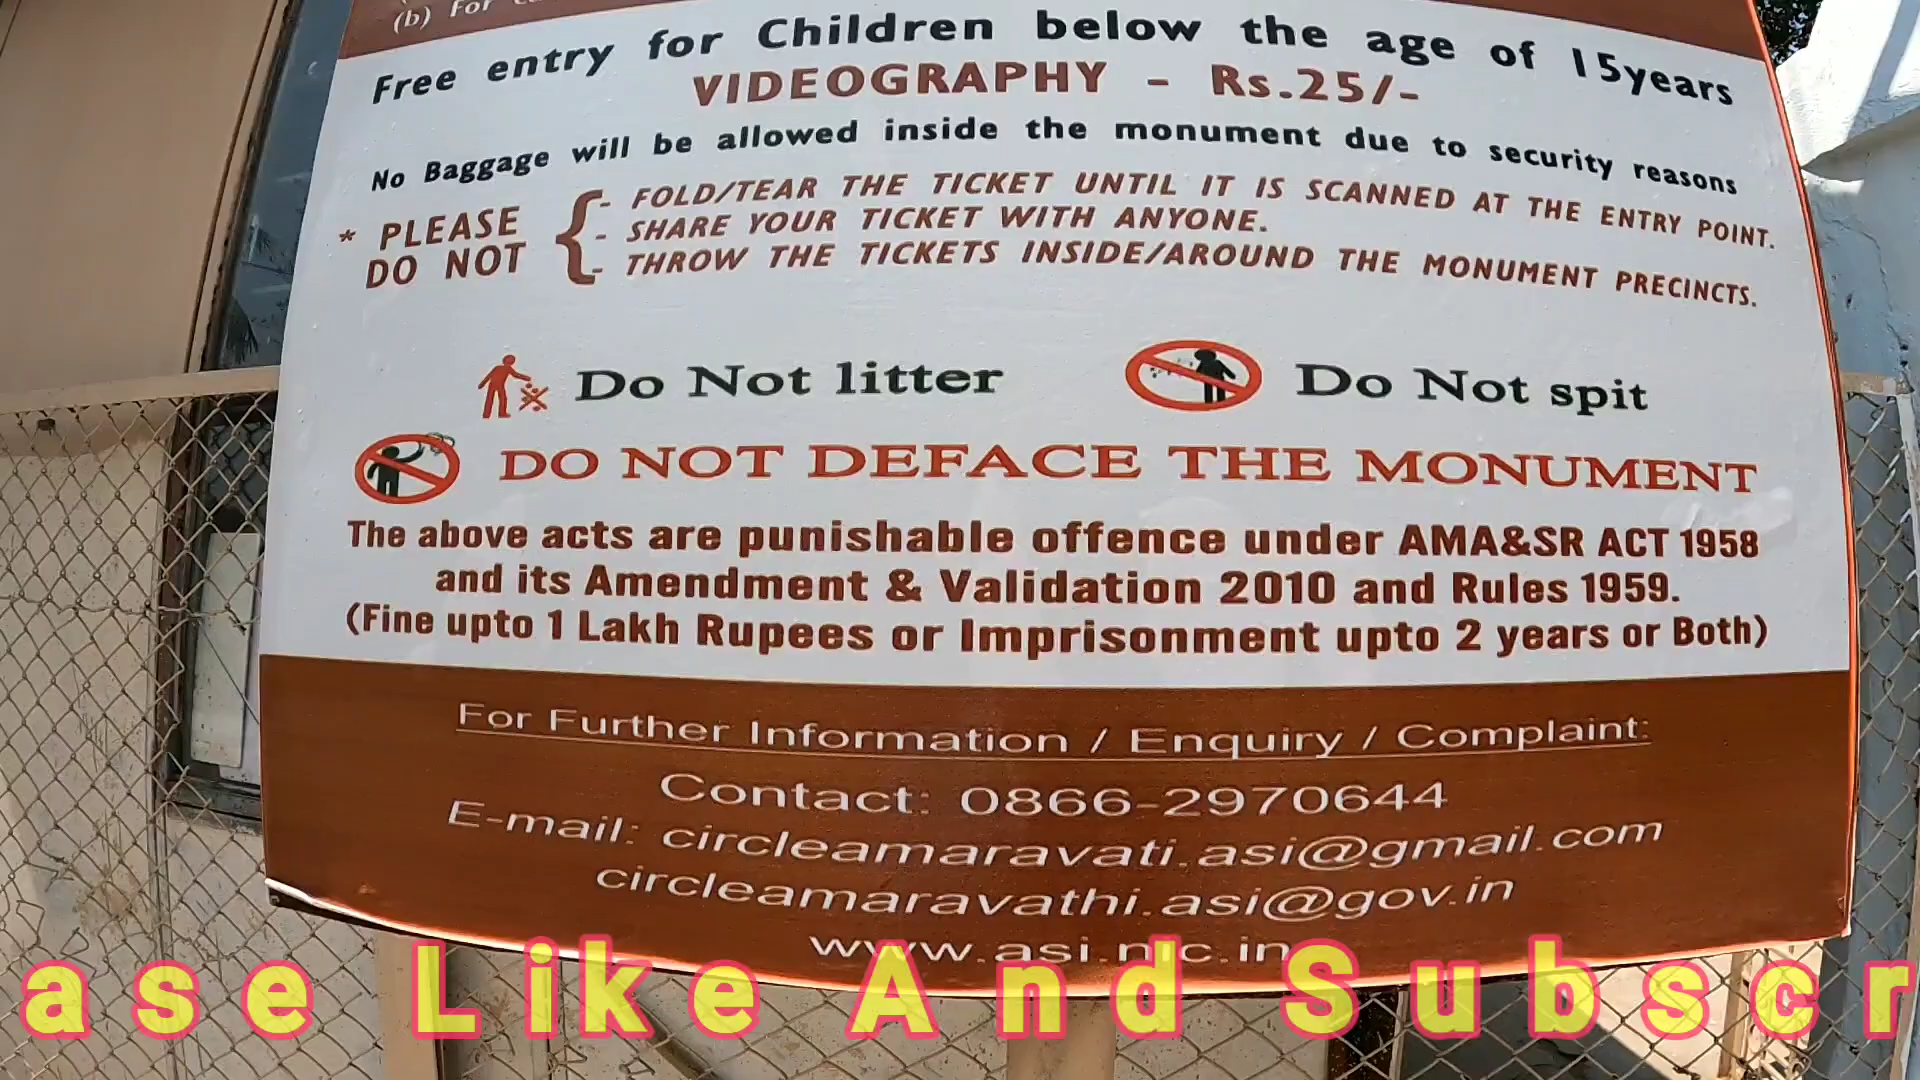 (b) For
Free entry for Children below the age of 15years
VIDEOGRAPHY - Rs.25/-
No Baggage will be allowed inside the monument due to security reasons
* PLEASE DO NOT { - FOLD/TEAR THE TICKET UNTIL IT IS SCANNED AT THE ENTRY POINT.
- SHARE YOUR TICKET WITH ANYONE.
- THROW THE TICKETS INSIDE/AROUND THE MONUMENT PRECINCTS.
Do Not litter Do Not spit
DO NOT DEFACE THE MONUMENT
The above acts are punishable offence under AMA&SR ACT 1958
and its Amendment & Validation 2010 and Rules 1959.
(Fine upto 1 Lakh Rupees or Imprisonment upto 2 years or Both)
For Further Information / Enquiry / Complaint:
Contact: 0866-2970644
E-mail: circleamaravati.asi@gmail.com
circleamaravathi.asi@gov.in
www.asi.nic.in
ase Like And Subscr